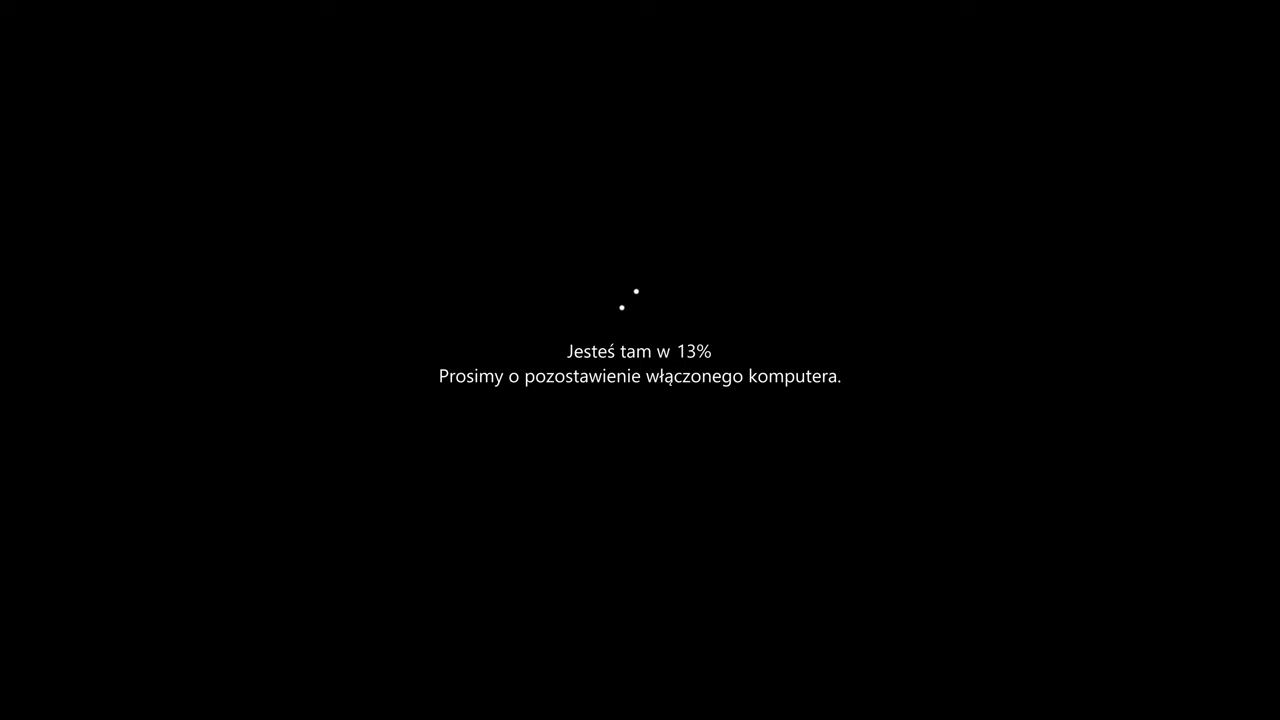 Jesteś tam w 13%
Prosimy o pozostawienie włączonego komputera.